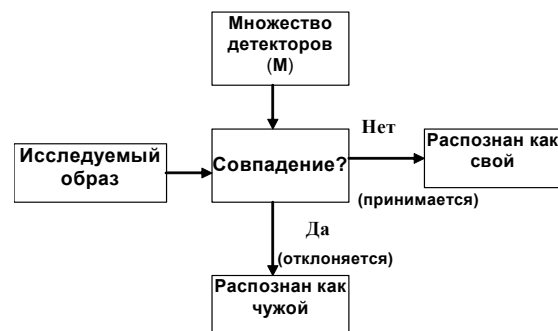 Множество
детекторов
(М)
Нет
Исследуемый
образ
Совпадение?
Распознан как
свой
(принимается)
Да
(отклоняется)
Распознан как
чужой